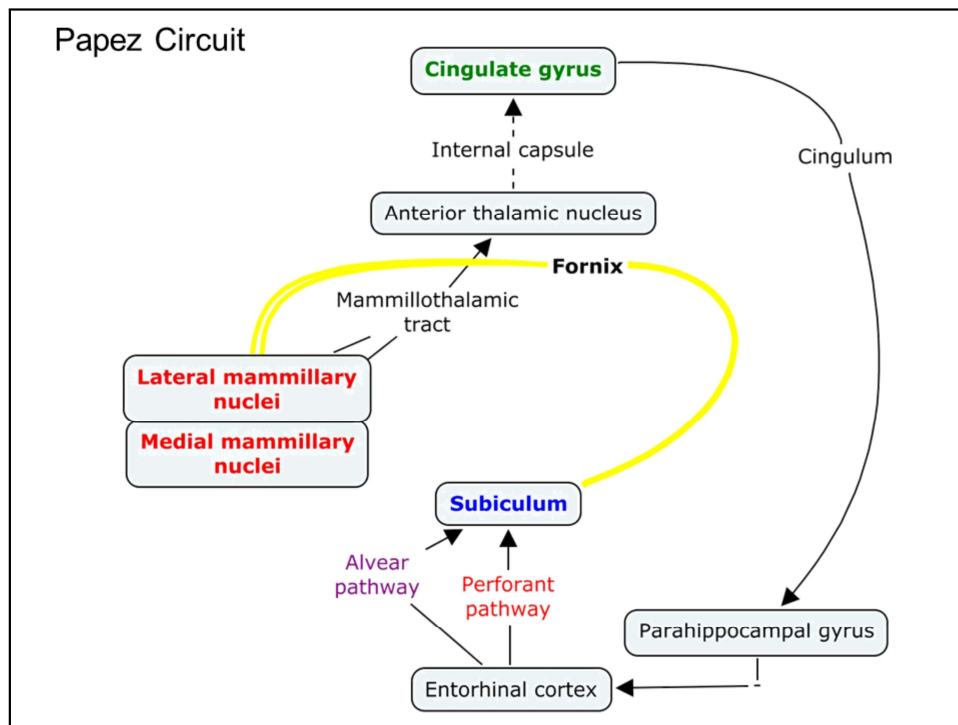 Papez Circuit
Cingulate gyrus
Internal capsule
Cingulum
Anterior thalamic nucleus
Fornix
Mammillothalamic
tract
Lateral mammillary
nuclei
Medial mammillary
nuclei
Subiculum
Alvear
pathway
Perforant
pathway
Parahippocampal gyrus
Entorhinal cortex